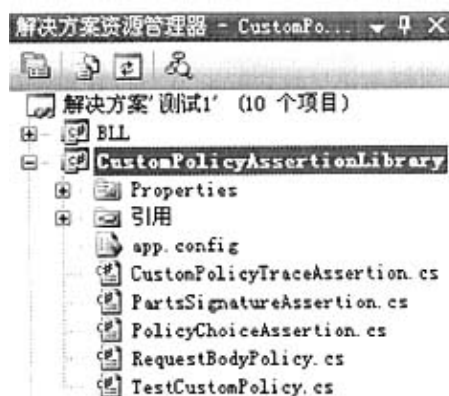 解决方案资源管理器 - CustomPo...
解决方案'测试1' (10 个项目)
BLL
CustomPolicyAssertionLibrary
Properties
引用
app.config
CustomPolicyTraceAssertion.cs
PartsSignatureAssertion.cs
PolicyChoiceAssertion.cs
RequestBodyPolicy.cs
TestCustomPolicy.cs